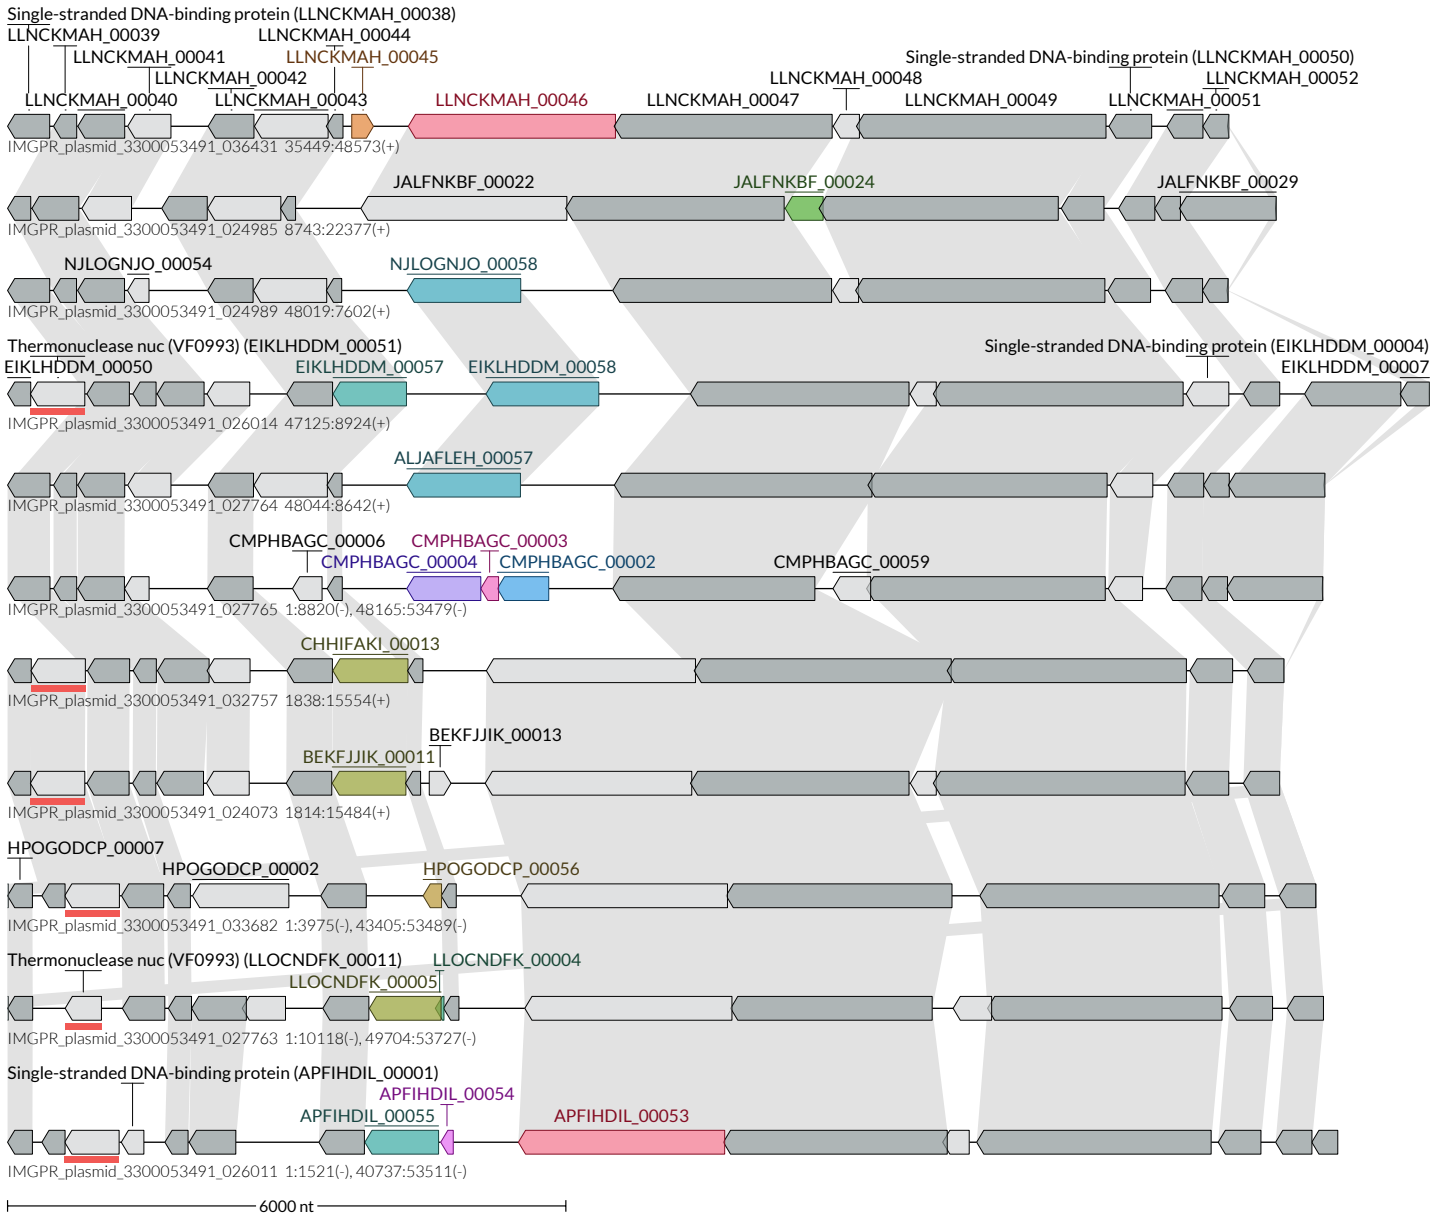 Single-stranded DNA-binding protein (LLNCKMAH_00038)
LLNCKMAH_00039 LLNCKMAH_00044
LLNCKMAH_00041 LLNCKMAH_00045 Single-stranded DNA-binding protein (LLNCKMAH_00050)
LLNCKMAH_00042 LLNCKMAH_00048 LLNCKMAH_00052
LLNCKMAH_00040 LLNCKMAH_00043 LLNCKMAH_00046 LLNCKMAH_00047 LLNCKMAH_00049 LLNCKMAH_00051
IMGPR_plasmid_3300053491_036431 35449:48573(+)
JALFNKBF_00022 JALFNKBF_00024 JALFNKBF_00029
IMGPR_plasmid_3300053491_024985 8743:22377(+)
NJLOGNJO_00054 NJLOGNJO_00058
IMGPR_plasmid_3300053491_024989 48019:7602(+)
Thermonuclease nuc (VF0993) (EIKLHDDM_00051) Single-stranded DNA-binding protein (EIKLHDDM_00004)
EIKLHDDM_00050 EIKLHDDM_00057 EIKLHDDM_00058 EIKLHDDM_00007
IMGPR_plasmid_3300053491_026014 47125:8924(+)
ALJAFLEH_00057
IMGPR_plasmid_3300053491_027764 48044:8642(+)
CMPHBAGC_00006 CMPHBAGC_00003
CMPHBAGC_00004 CMPHBAGC_00002 CMPHBAGC_00059
IMGPR_plasmid_3300053491_027765 1:8820(-), 48165:53479(-)
CHHIFAKI_00013
IMGPR_plasmid_3300053491_032757 1838:15554(+)
BEKFJJIK_00013
BEKFJJIK_00011
IMGPR_plasmid_3300053491_024073 1814:15484(+)
HPOGODCP_00007
HPOGODCP_00002 HPOGODCP_00056
IMGPR_plasmid_3300053491_033682 1:3975(-), 43405:53489(-)
Thermonuclease nuc (VF0993) (LLOCNDFK_00011) LLOCNDFK_00004
LLOCNDFK_00005
IMGPR_plasmid_3300053491_027763 1:10118(-), 49704:53727(-)
Single-stranded DNA-binding protein (APFIHDIL_00001)
APFIHDIL_00054
APFIHDIL_00055 APFIHDIL_00053
IMGPR_plasmid_3300053491_026011 1:1521(-), 40737:53511(-)
6000 nt